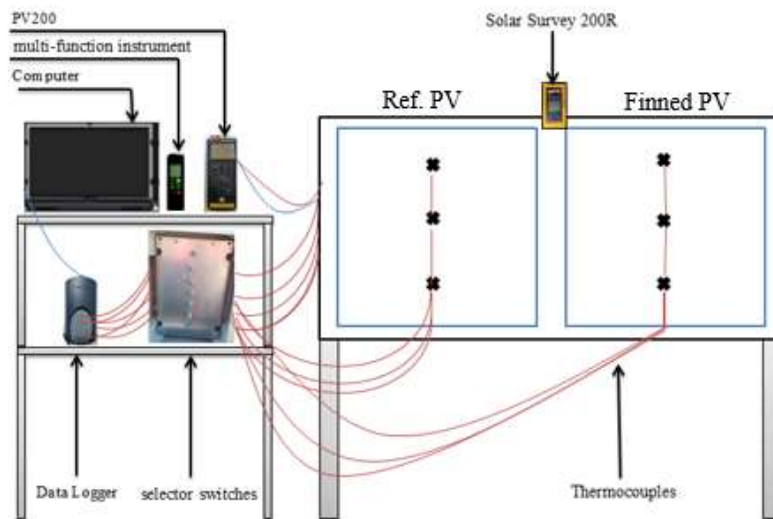 PV200
Solar Survey 200R
multi-function instrument
Computer
Ref. PV
Finned PV
Data Logger
selector switches
Thermocouples